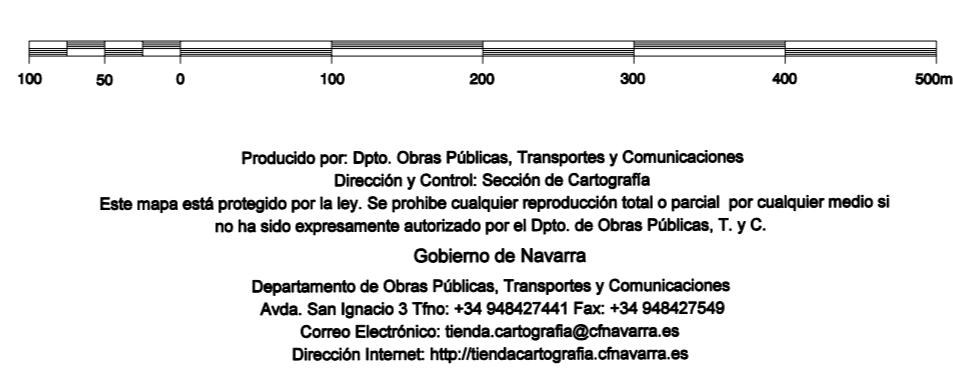 100 50 0 100 200 300 400 500m
Producido por: Dpto. Obras Públicas, Transportes y Comunicaciones
Dirección y Control: Sección de Cartografía
Este mapa está protegido por la ley. Se prohibe cualquier reproducción total o parcial por cualquier medio si
no ha sido expresamente autorizado por el Dpto. de Obras Públicas, T. y C.
Gobierno de Navarra
Departamento de Obras Públicas, Transportes y Comunicaciones
Avda. San Ignacio 3 Tfno: +34 948427441 Fax: +34 948427549
Correo Electrónico: tienda.cartografia@cfnavarra.es
Dirección Internet: http://tiendacartografia.cfnavarra.es